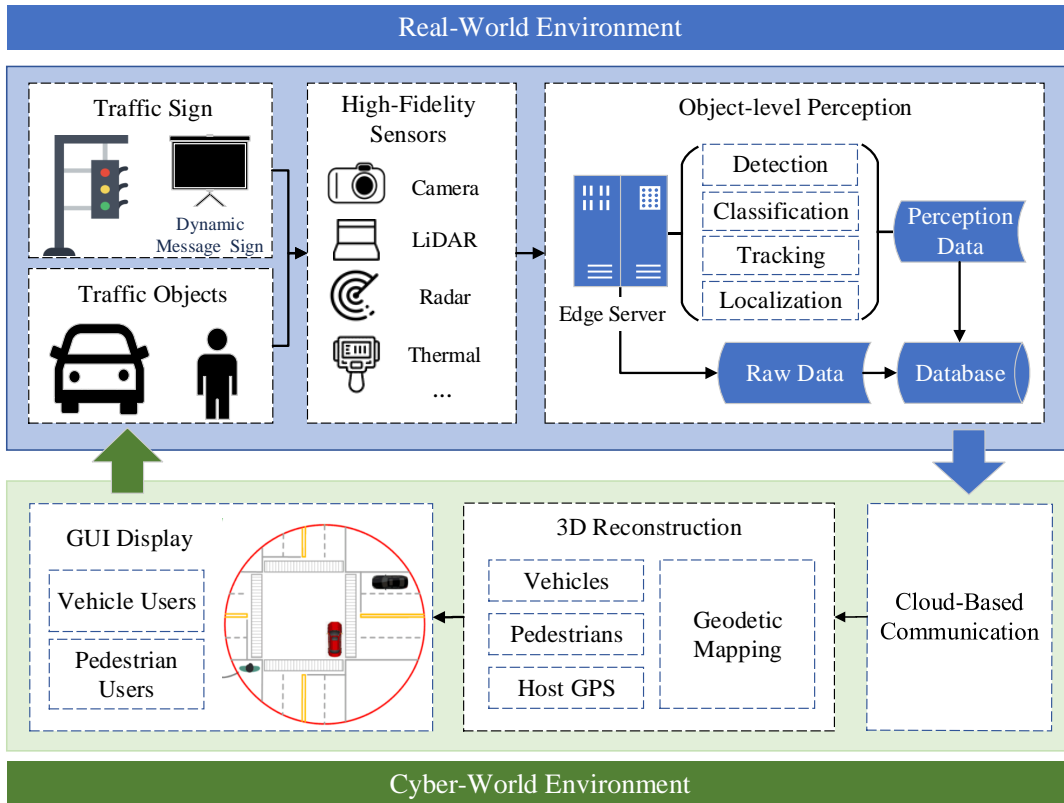 Real-World Environment
Traffic Sign
Dynamic
Message Sign
Traffic Objects
High-Fidelity
Sensors
Camera
LiDAR
Radar
Thermal
...
Object-level Perception
Edge Server
Detection
Classification
Tracking
Localization
Perception
Data
Raw Data
Database
GUI Display
Vehicle Users
Pedestrian
Users
3D Reconstruction
Vehicles
Pedestrians
Host GPS
Geodetic
Mapping
Cloud-Based
Communication
Cyber-World Environment